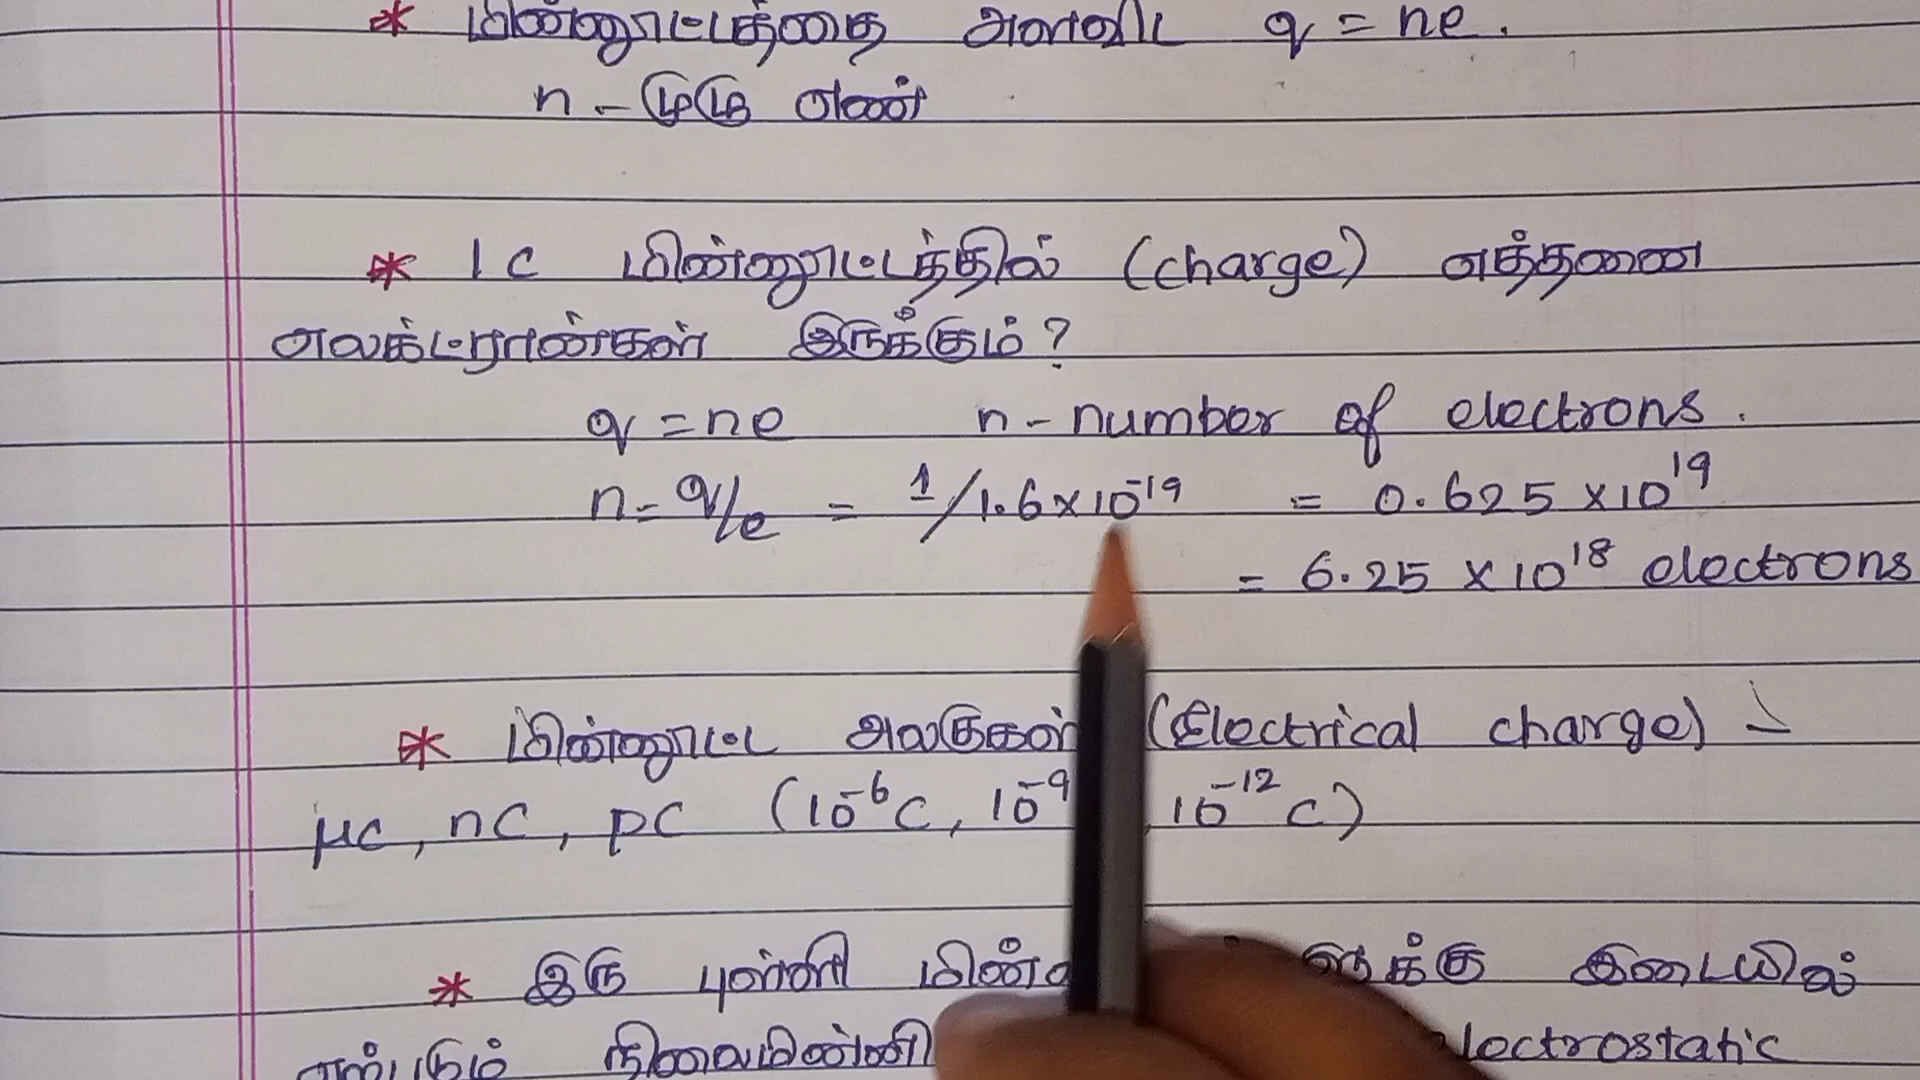 * மின்னூட்டத்தை அளவிட q = ne.
n - முழு எண்
* 1 C மின்னூட்டத்தில் (charge) எத்தனை
எலக்ட்ரான்கள் இருக்கும்?
q = ne n - number of electrons.
n = q/e = 1/1.6×10⁻¹⁹ = 0.625 ×10¹⁹
= 6.25 ×10¹⁸ electrons
* மின்னூட்ட அலகுகள் (Electrical charge) -
μC, nC, pC (10⁻⁶C, 10⁻⁹ , 10⁻¹²C)
* இரு புள்ளி இடையில்
ஏற்படும்